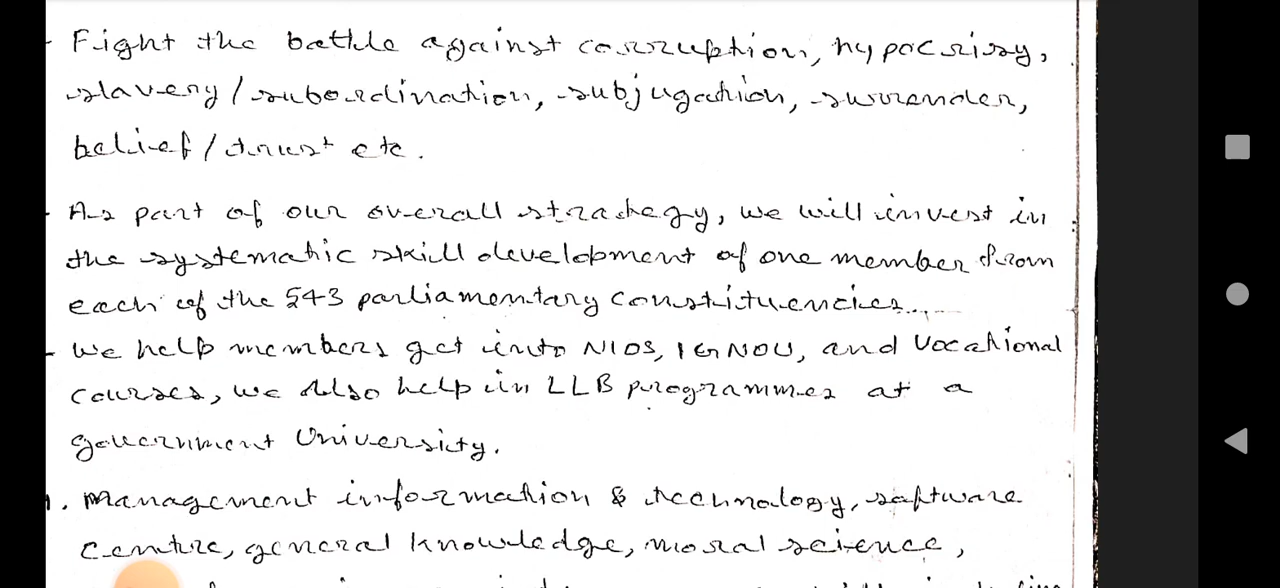 - Fight the battle against corruption, hypocrisy,
slavery/subordination, subjugation, surrender,
belief/trust etc.
- As part of our overall stradegy, we will invest in
the systematic skill development of one member from
each of the 543 parliamentary constituencies.....
- We help members get into NIOS, IGNOU, and Vocational
courses, we also help in LLB programmes at a
government University.
1. Management information & technology, software
centre, general knowledge, moral science,